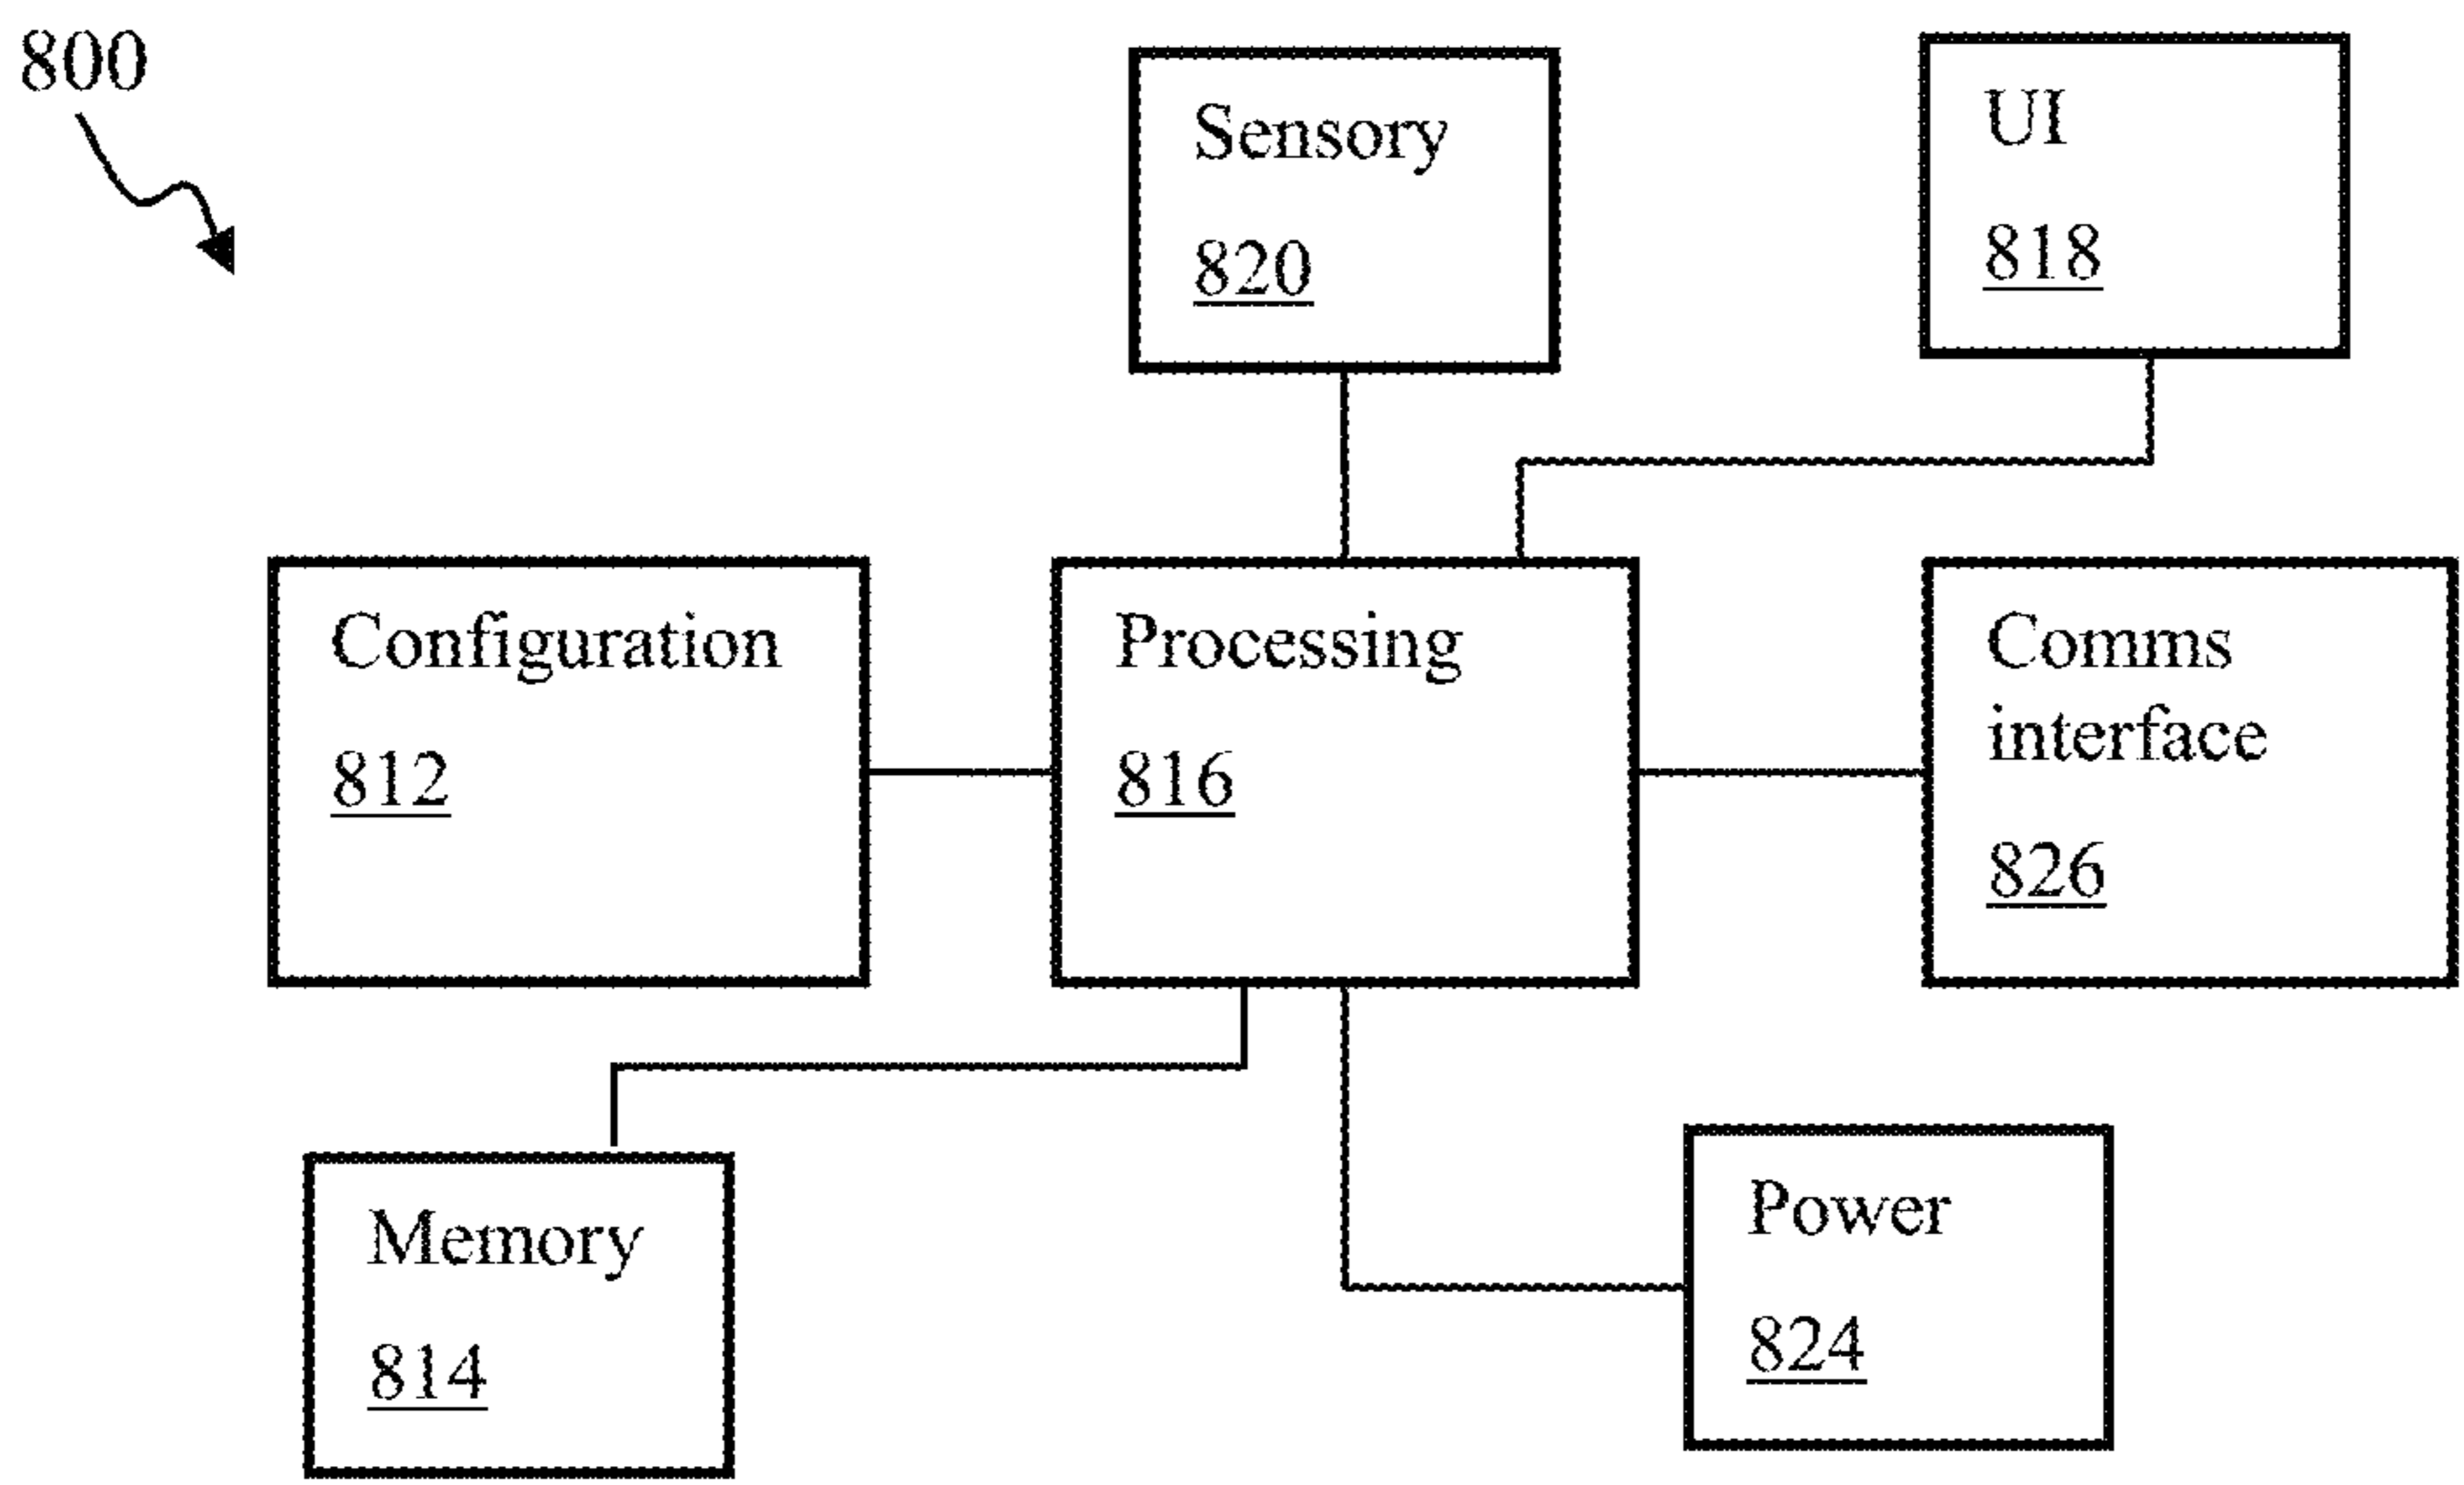 800
Sensory
820
UI
818
Configuration
812
Processing
816
Comms
interface
826
Memory
814
Power
824